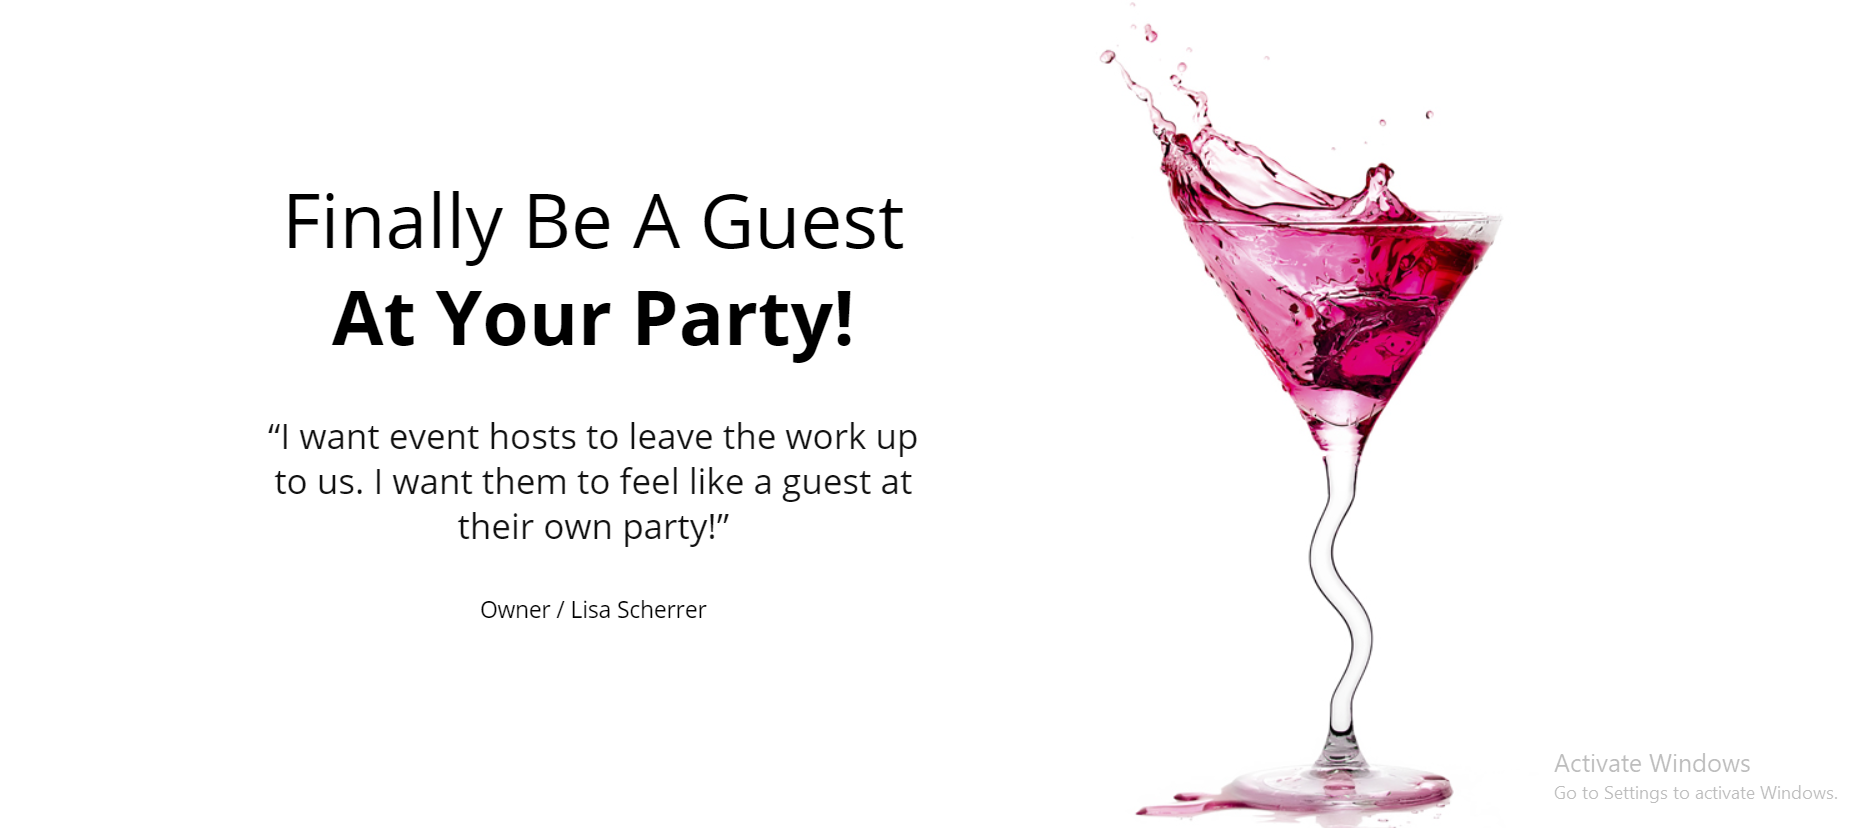 Finally Be A Guest
At Your Party!
“I want event hosts to leave the work up
to us. I want them to feel like a guest at
their own party!”
Owner / Lisa Scherrer
Activate Windows
Go to Settings to activate Windows.